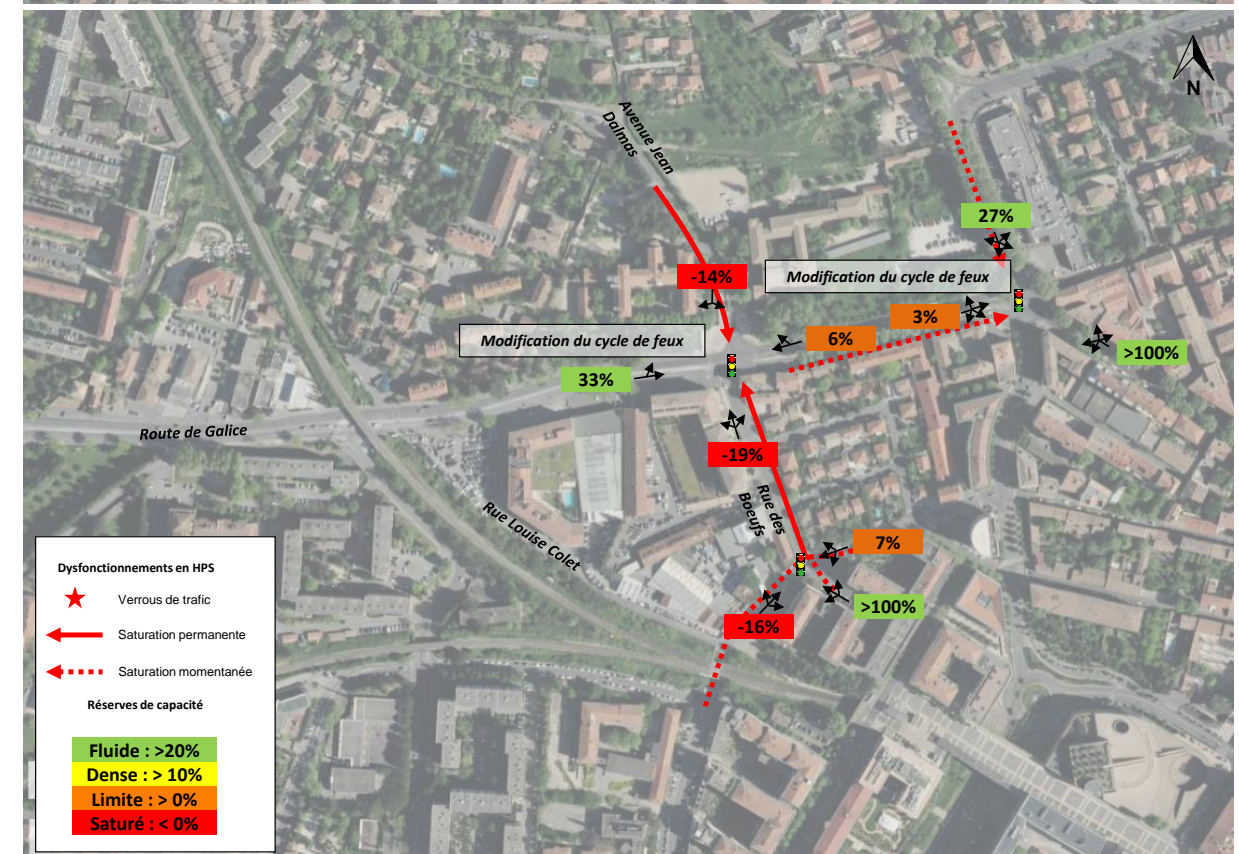 N
Avenue Jean
Dalmas
27%
-14%
Modification du cycle de feux
3%
6%
Modification du cycle de feux
>100%
33%
Route de Galice
-19%
Rue des
Boeufs
Rue Louise Colet
7%
>100%
-16%
Dysfonctionnements en HPS
Verrous de trafic
Saturation permanente
Saturation momentanée
Réserves de capacité
Fluide : >20%
Dense : > 10%
Limite : > 0%
Saturé : < 0%